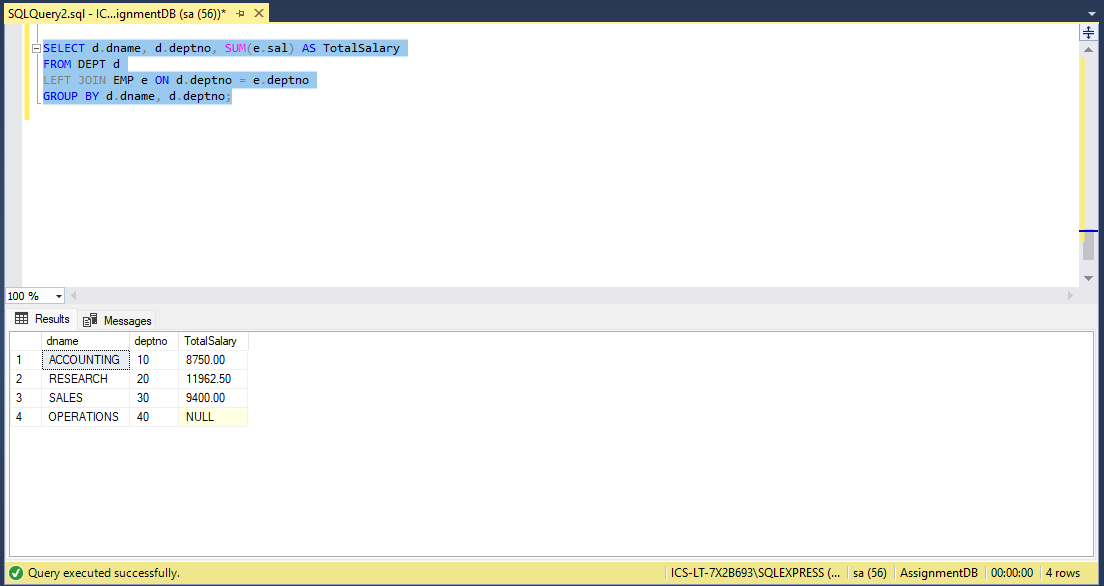 SQLQuery2.sql - IC...ignmentDB (sa (56))*
SELECT d.dname, d.deptno, SUM(e.sal) AS TotalSalary
FROM DEPT d
LEFT JOIN EMP e ON d.deptno = e.deptno
GROUP BY d.dname, d.deptno;
100 %
Results Messages
dname deptno TotalSalary
1 ACCOUNTING 10 8750.00
2 RESEARCH 20 11962.50
3 SALES 30 9400.00
4 OPERATIONS 40 NULL
Query executed successfully. ICS-LT-7X2B693\SQLEXPRESS (... sa (56) AssignmentDB 00:00:00 4 rows